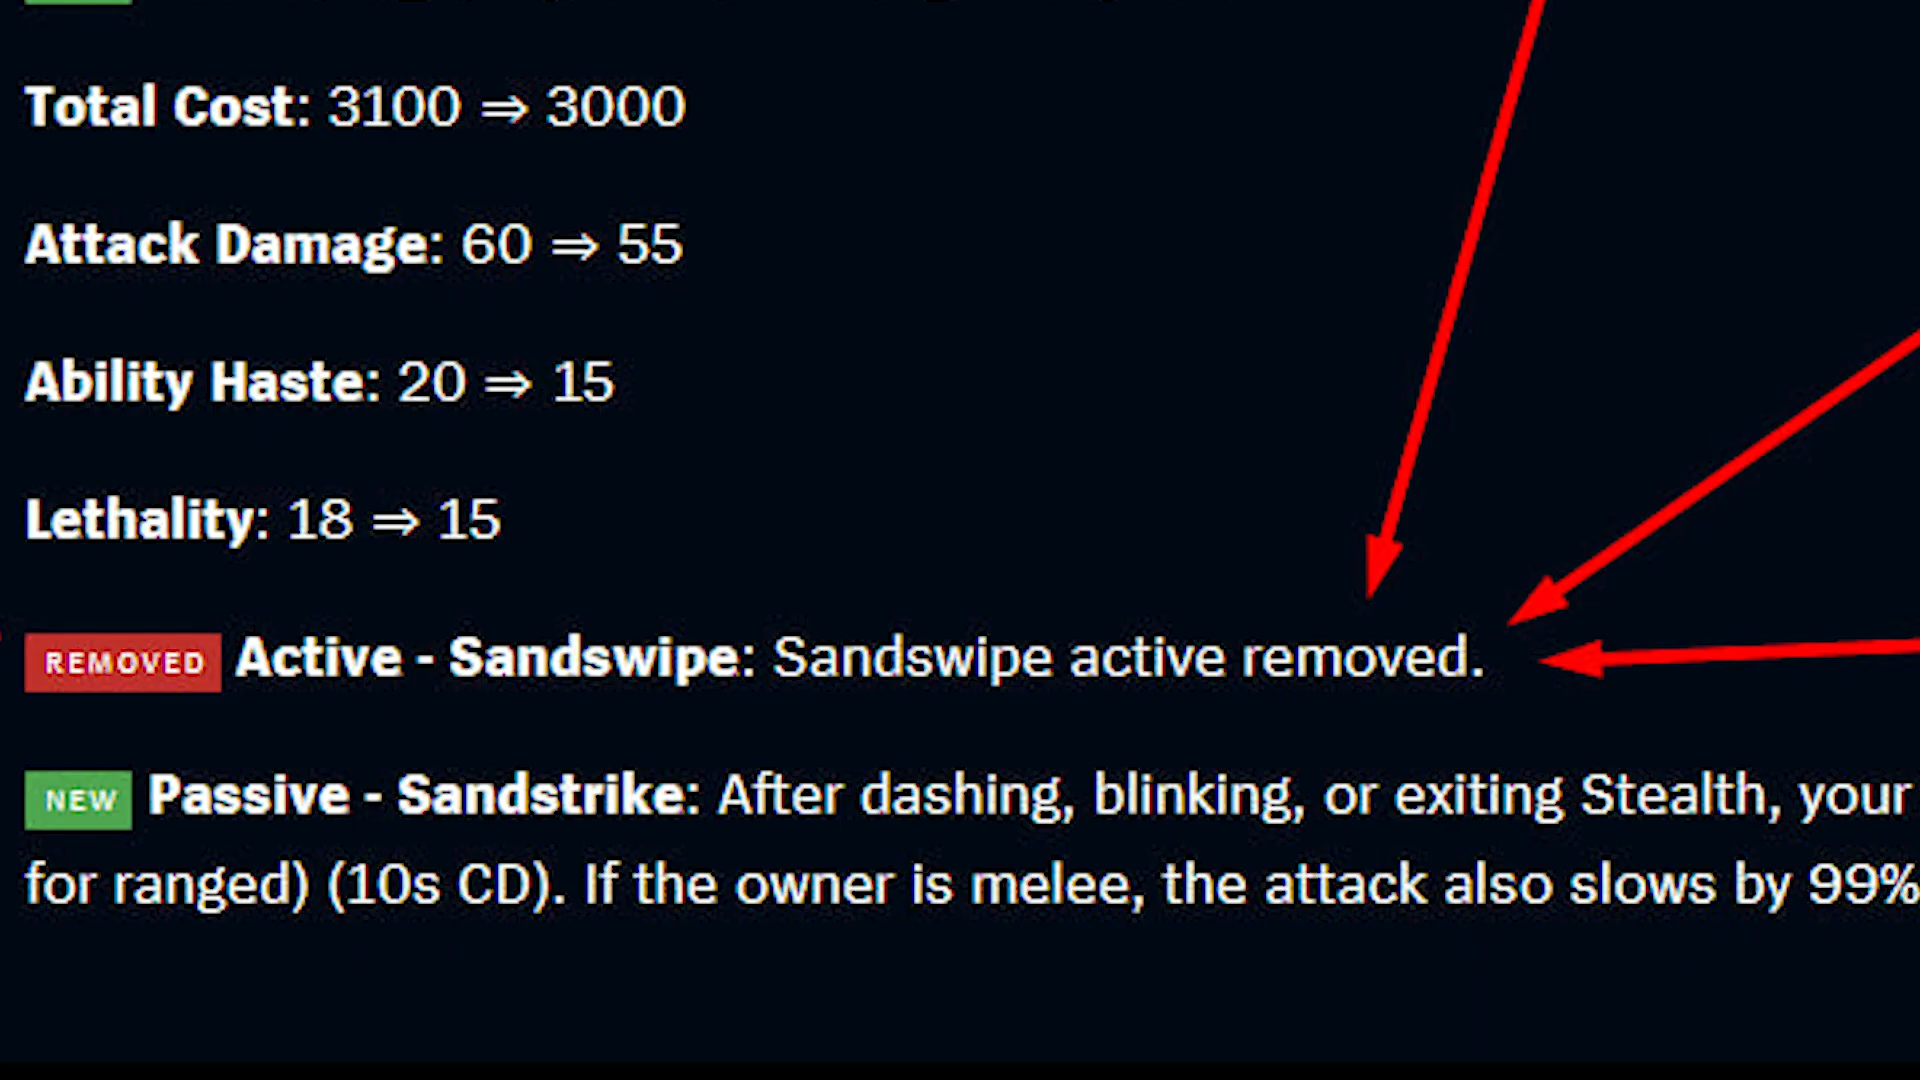 Total Cost: 3100 ⇒ 3000
Attack Damage: 60 ⇒ 55
Ability Haste: 20 ⇒ 15
Lethality: 18 ⇒ 15
REMOVED Active - Sandswipe: Sandswipe active removed.
NEW Passive - Sandstrike: After dashing, blinking, or exiting Stealth, your
for ranged) (10s CD). If the owner is melee, the attack also slows by 99%